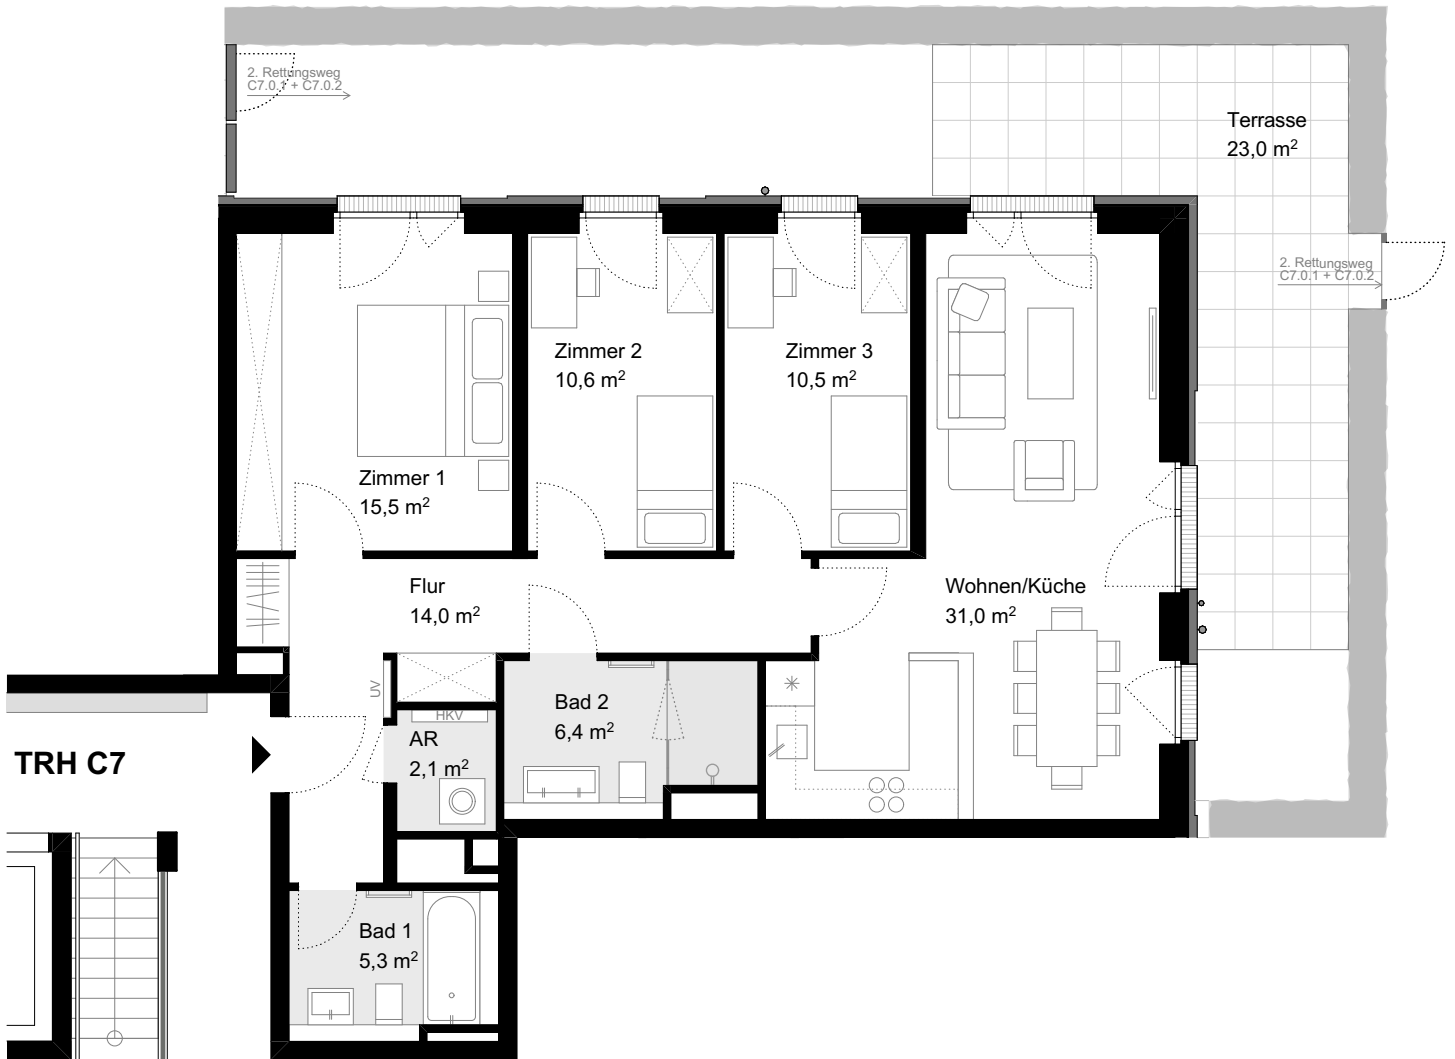 2. Rettungsweg
C7.0.1 + C7.0.2
Terrasse
23,0 m²
2. Rettungsweg
C7.0.1 + C7.0.2
Zimmer 2
10,6 m²
Zimmer 3
10,5 m²
Zimmer 1
15,5 m²
Flur
14,0 m²
Wohnen/Küche
31,0 m²
UV
HKV
Bad 2
6,4 m²
AR
2,1 m²
TRH C7
Bad 1
5,3 m²